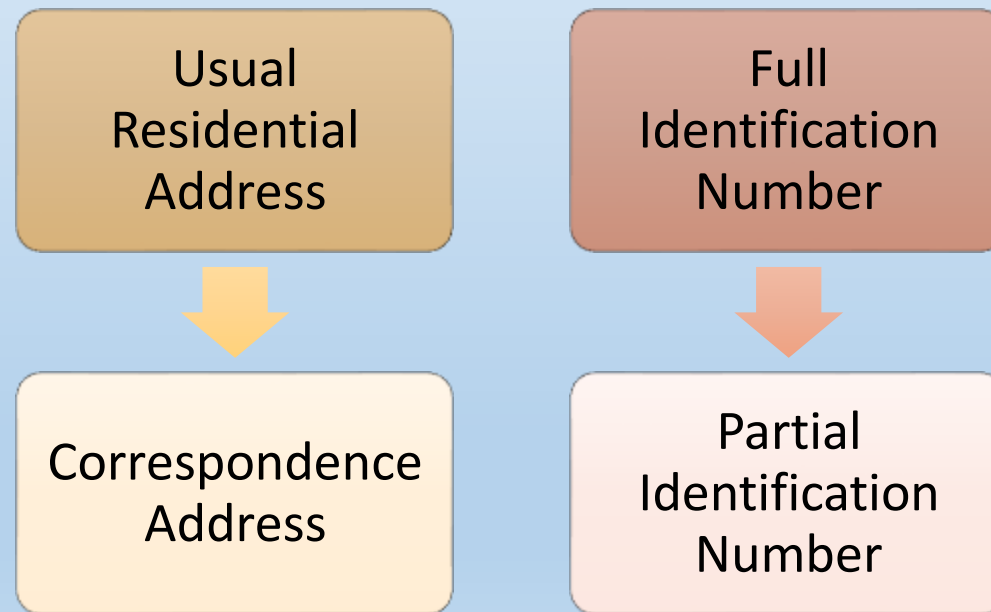 Usual
Residential
Address
Full
Identification
Number
Correspondence
Address
Partial
Identification
Number